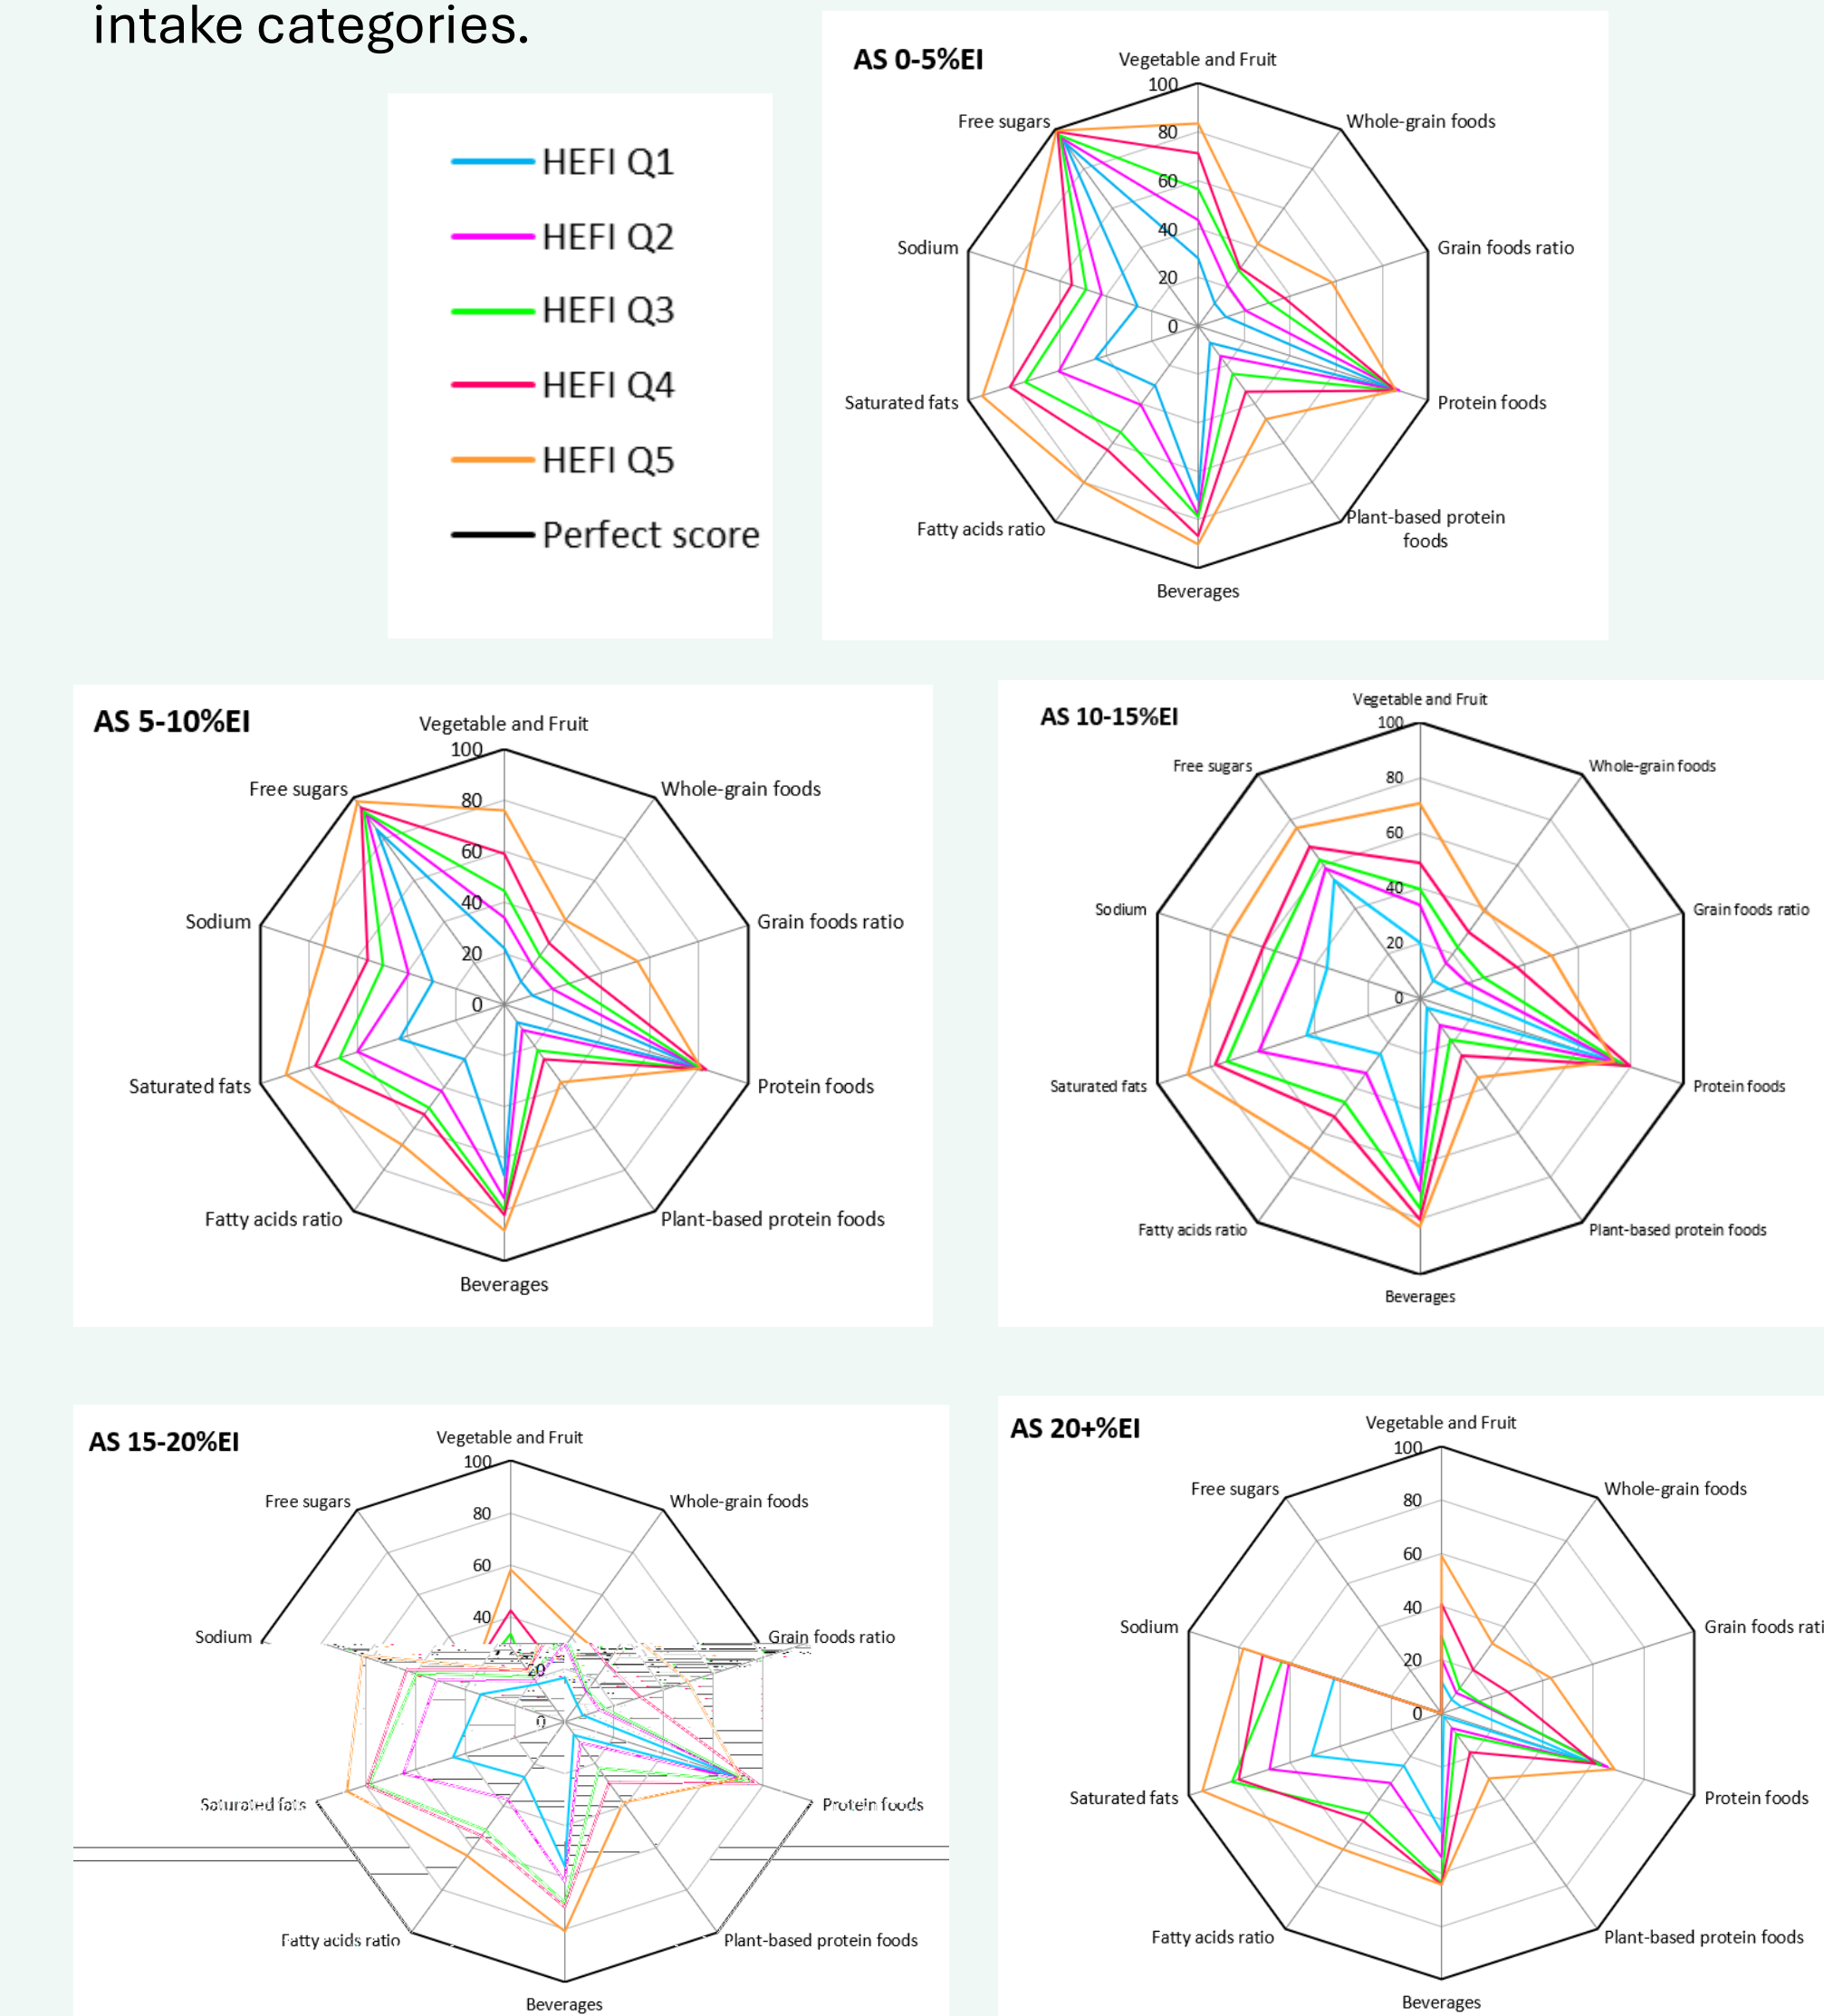 intake categories.
HEFI Q1
HEFI Q2
HEFI Q3
HEFI Q4
HEFI Q5
Perfect score
AS 0-5%EI
Vegetable and Fruit
Whole-grain foods
Grain foods ratio
Protein foods
Plant-based protein
foods
Beverages
Fatty acids ratio
Saturated fats
Sodium
Free sugars
100
80
60
40
20
0
AS 5-10%EI
Vegetable and Fruit
Whole-grain foods
Grain foods ratio
Protein foods
Plant-based protein foods
Beverages
Fatty acids ratio
Saturated fats
Sodium
Free sugars
100
80
60
40
20
0
AS 10-15%EI
Vegetable and Fruit
Whole-grain foods
Grain foods ratio
Protein foods
Plant-based protein foods
Beverages
Fatty acids ratio
Saturated fats
Sodium
Free sugars
100
80
60
40
20
0
AS 15-20%EI
Vegetable and Fruit
Whole-grain foods
Grain foods ratio
Protein foods
Plant-based protein foods
Beverages
Fatty acids ratio
Saturated fats
Sodium
Free sugars
100
80
60
40
20
0
AS 20+%EI
Vegetable and Fruit
Whole-grain foods
Grain foods rati
Protein foods
Plant-based protein foods
Beverages
Fatty acids ratio
Saturated fats
Sodium
Free sugars
100
80
60
40
20
0